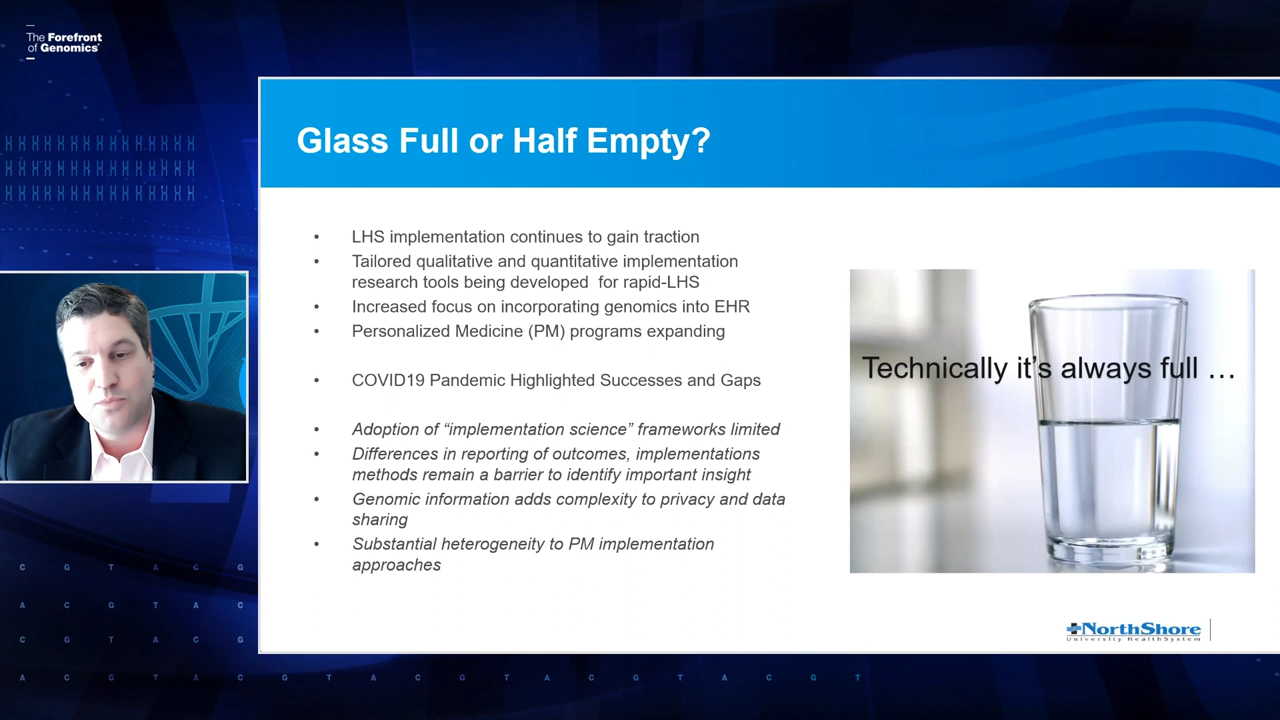 The Forefront
of Genomics®
Glass Full or Half Empty?
• LHS implementation continues to gain traction
• Tailored qualitative and quantitative implementation
research tools being developed for rapid-LHS
• Increased focus on incorporating genomics into EHR
• Personalized Medicine (PM) programs expanding
• COVID19 Pandemic Highlighted Successes and Gaps
• Adoption of “implementation science” frameworks limited
• Differences in reporting of outcomes, implementations
methods remain a barrier to identify important insight
• Genomic information adds complexity to privacy and data
sharing
• Substantial heterogeneity to PM implementation
approaches
Technically it’s always full …
NorthShore
University HealthSystem
C G T A C G
A C G T A C
C G T A C G
A C G T A C G T A C G T A C G T A C G T